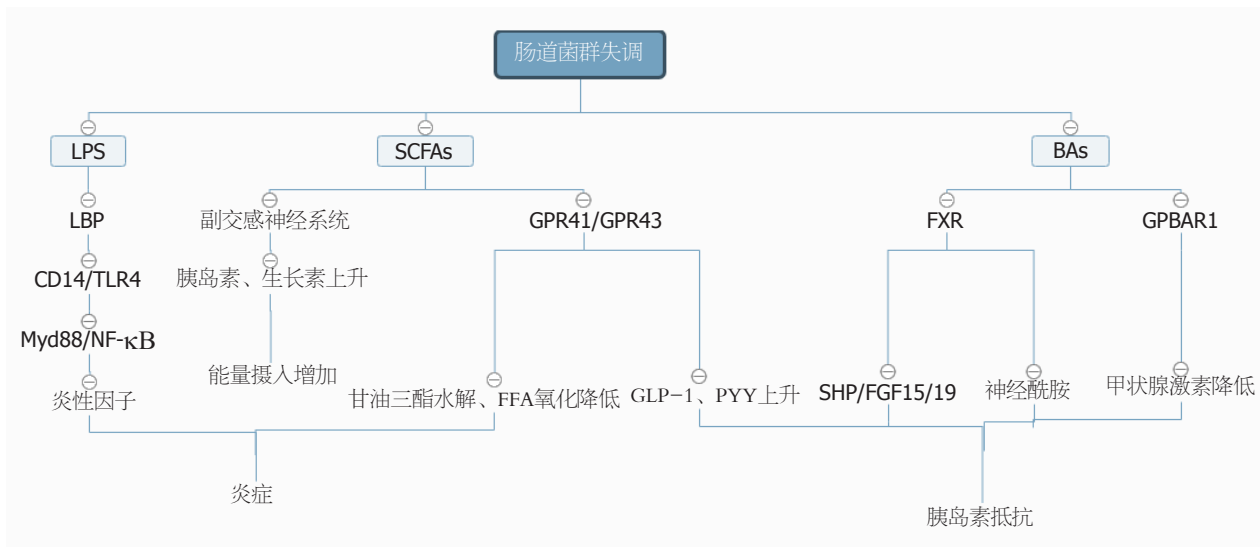 肠道菌群失调
LPS
SCFAs
BAs
LBP
副交感神经系统
GPR41/GPR43
FXR
GPBAR1
CD14/TLR4
胰岛素、生长素上升
Myd88/NF-κB
能量摄入增加
炎性因子
甘油三酯水解、FFA氧化降低
GLP-1、PYY上升
SHP/FGF15/19
神经酰胺
甲状腺激素降低
炎症
胰岛素抵抗